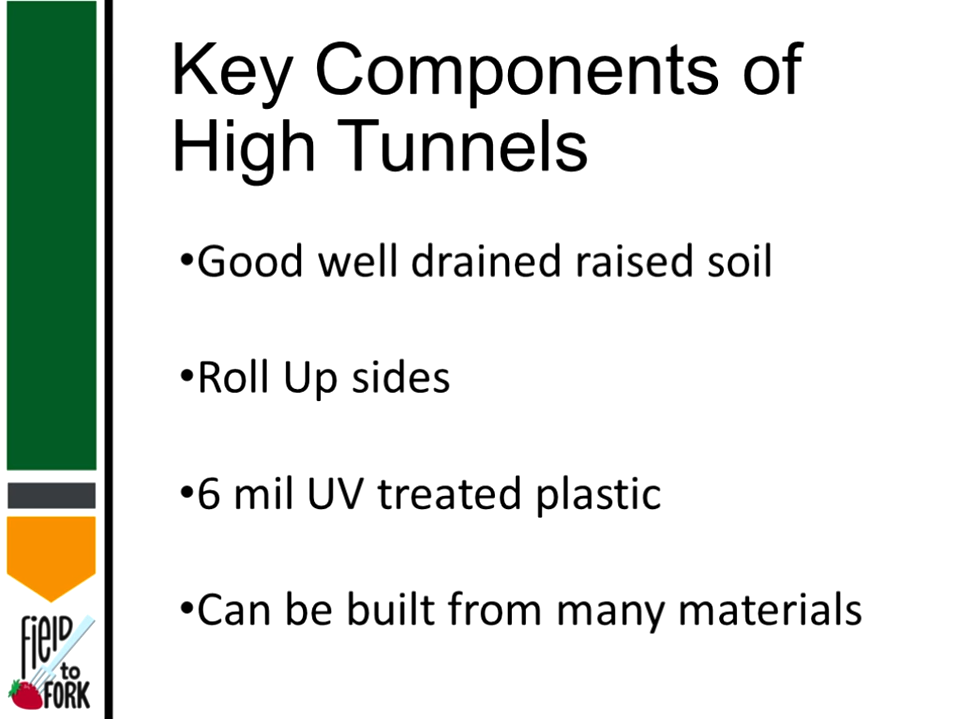 Key Components of
High Tunnels
•Good well drained raised soil
•Roll Up sides
•6 mil UV treated plastic
•Can be built from many materials
fielD
to
FORK